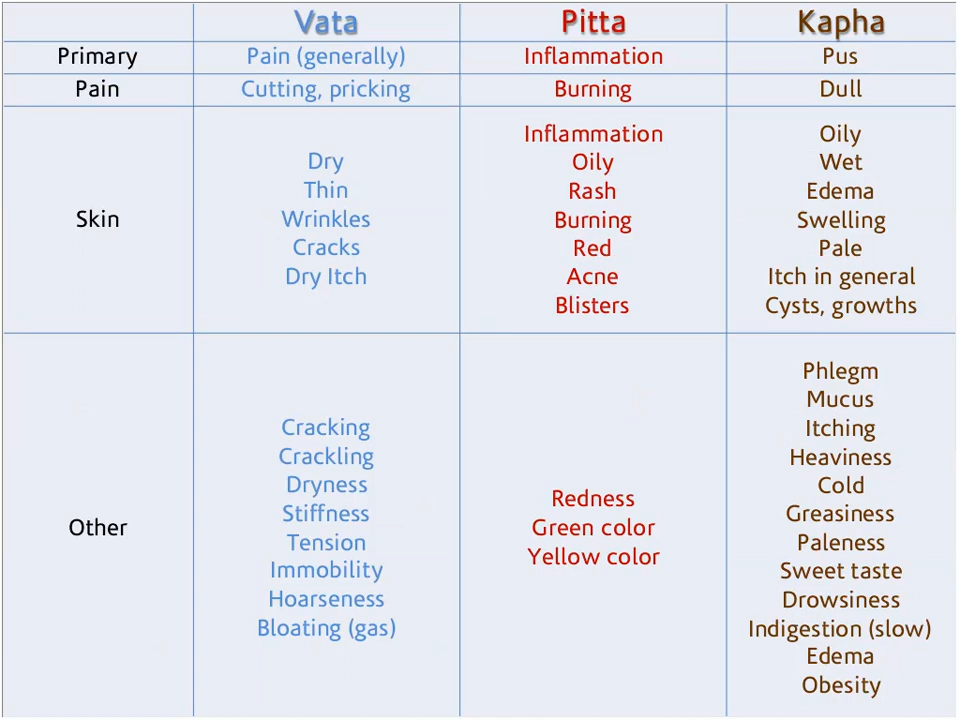 Vata Pitta Kapha
Primary Pain (generally) Inflammation Pus
Pain Cutting, pricking Burning Dull
Skin
Dry
Thin
Wrinkles
Cracks
Dry Itch
Inflammation
Oily
Rash
Burning
Red
Acne
Blisters
Oily
Wet
Edema
Swelling
Pale
Itch in general
Cysts, growths
Other
Cracking
Crackling
Dryness
Stiffness
Tension
Immobility
Hoarseness
Bloating (gas)
Redness
Green color
Yellow color
Phlegm
Mucus
Itching
Heaviness
Cold
Greasiness
Paleness
Sweet taste
Drowsiness
Indigestion (slow)
Edema
Obesity